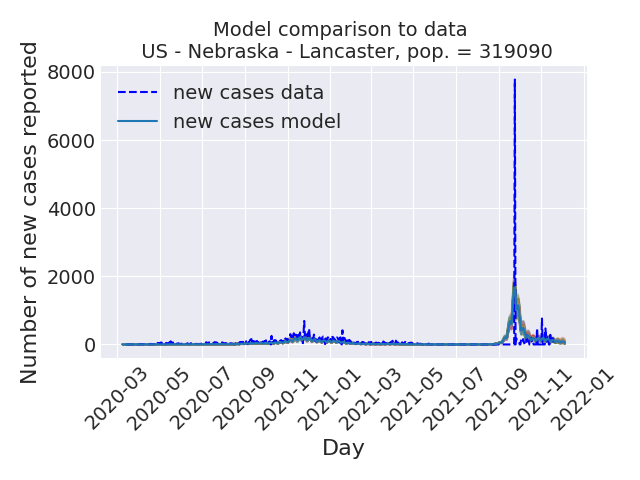 Model comparison to data
US - Nebraska - Lancaster, pop. = 319090
Number of new cases reported
8000
6000
4000
2000
0
new cases data
new cases model
2020-03
2020-05
2020-07
2020-09
2020-11
2021-01
2021-03
2021-05
2021-07
2021-09
2021-11
2022-01
Day